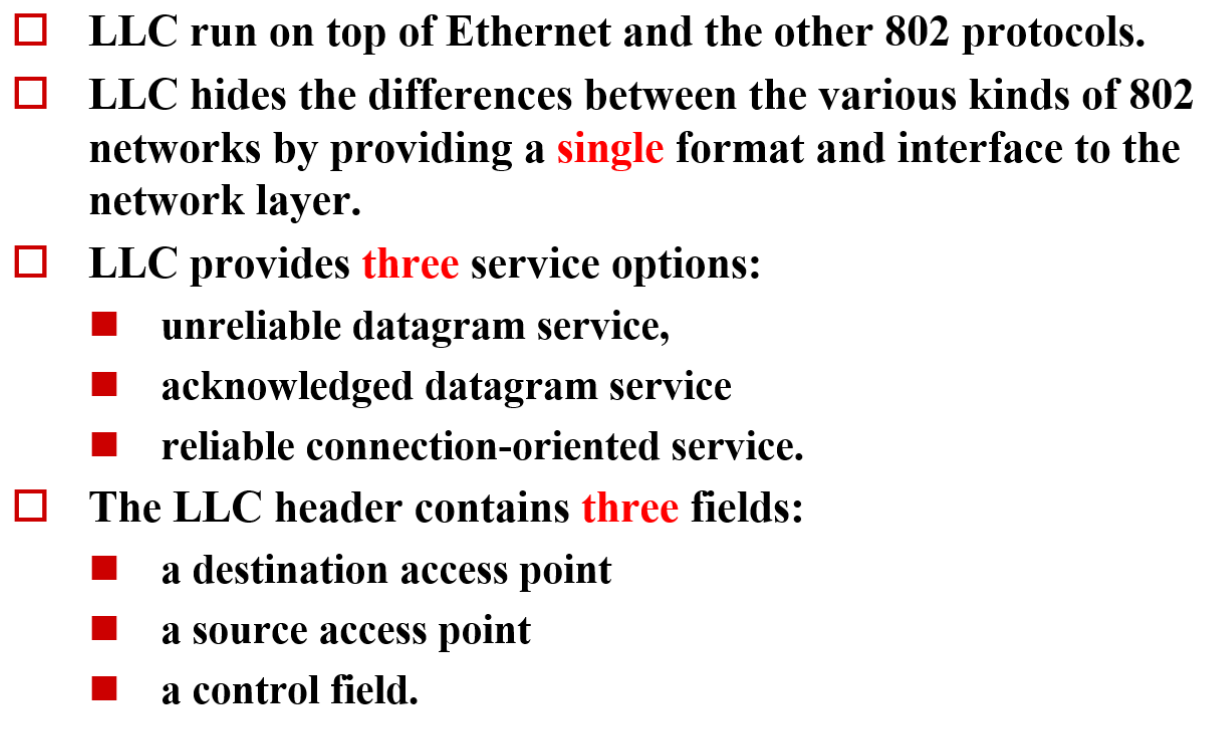 LLC run on top of Ethernet and the other 802 protocols.
LLC hides the differences between the various kinds of 802
networks by providing a single format and interface to the
network layer.
LLC provides three service options:
unreliable datagram service,
acknowledged datagram service
reliable connection-oriented service.
The LLC header contains three fields:
a destination access point
a source access point
a control field.